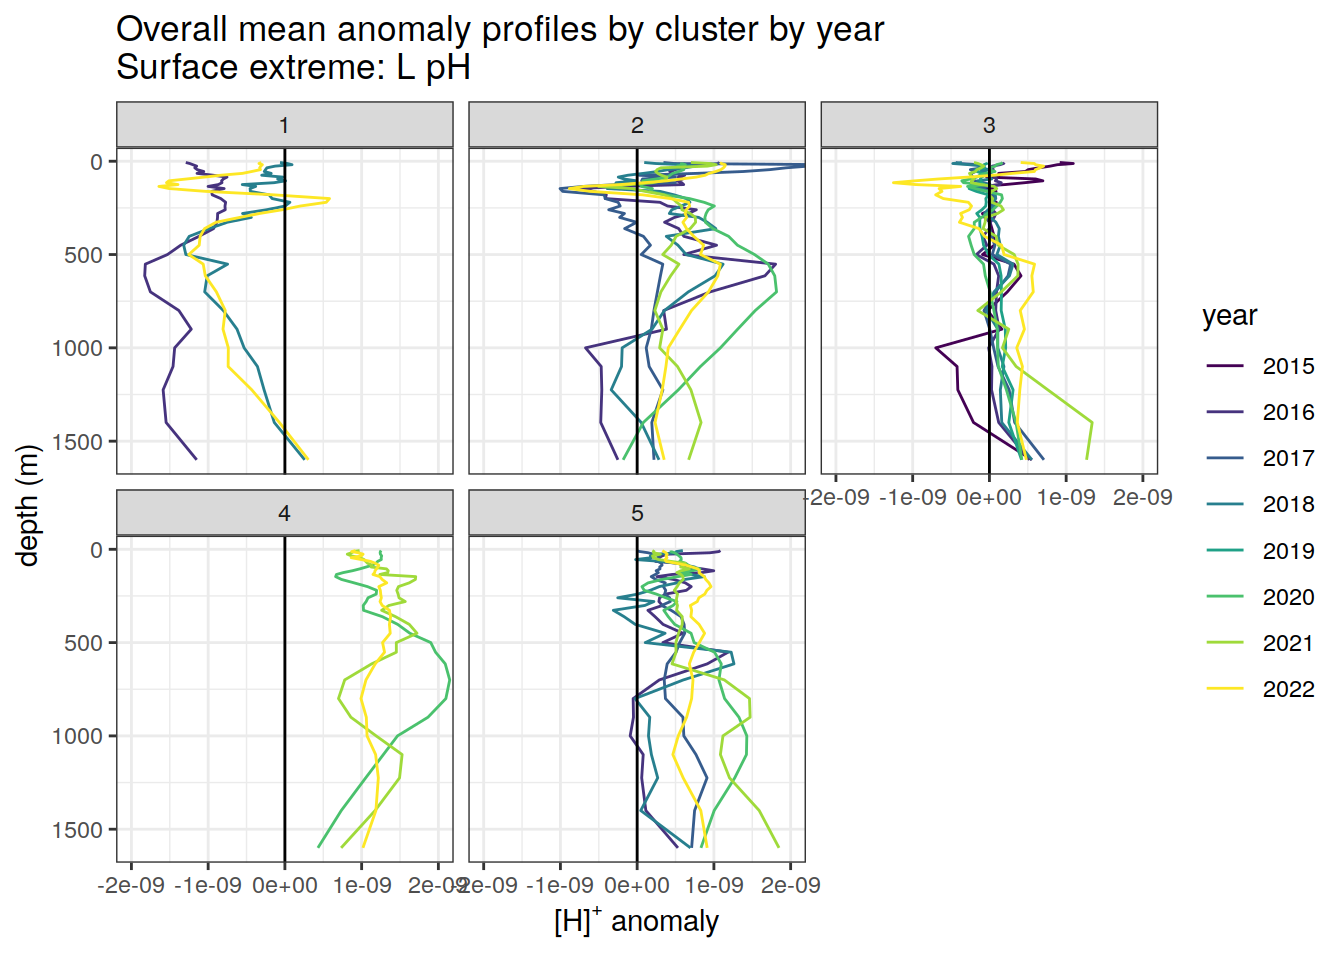 Overall mean anomaly profiles by cluster by year
Surface extreme: L pH
1
2
3
0
500
1000
1500
-2e-09 -1e-09 0e+00 1e-09 2e-09
4
5
0
500
1000
1500
-2e-09 -1e-09 0e+00 1e-09 2e-09
-2e-09 -1e-09 0e+00 1e-09 2e-09
depth (m)
[H]+ anomaly
year
2015
2016
2017
2018
2019
2020
2021
2022